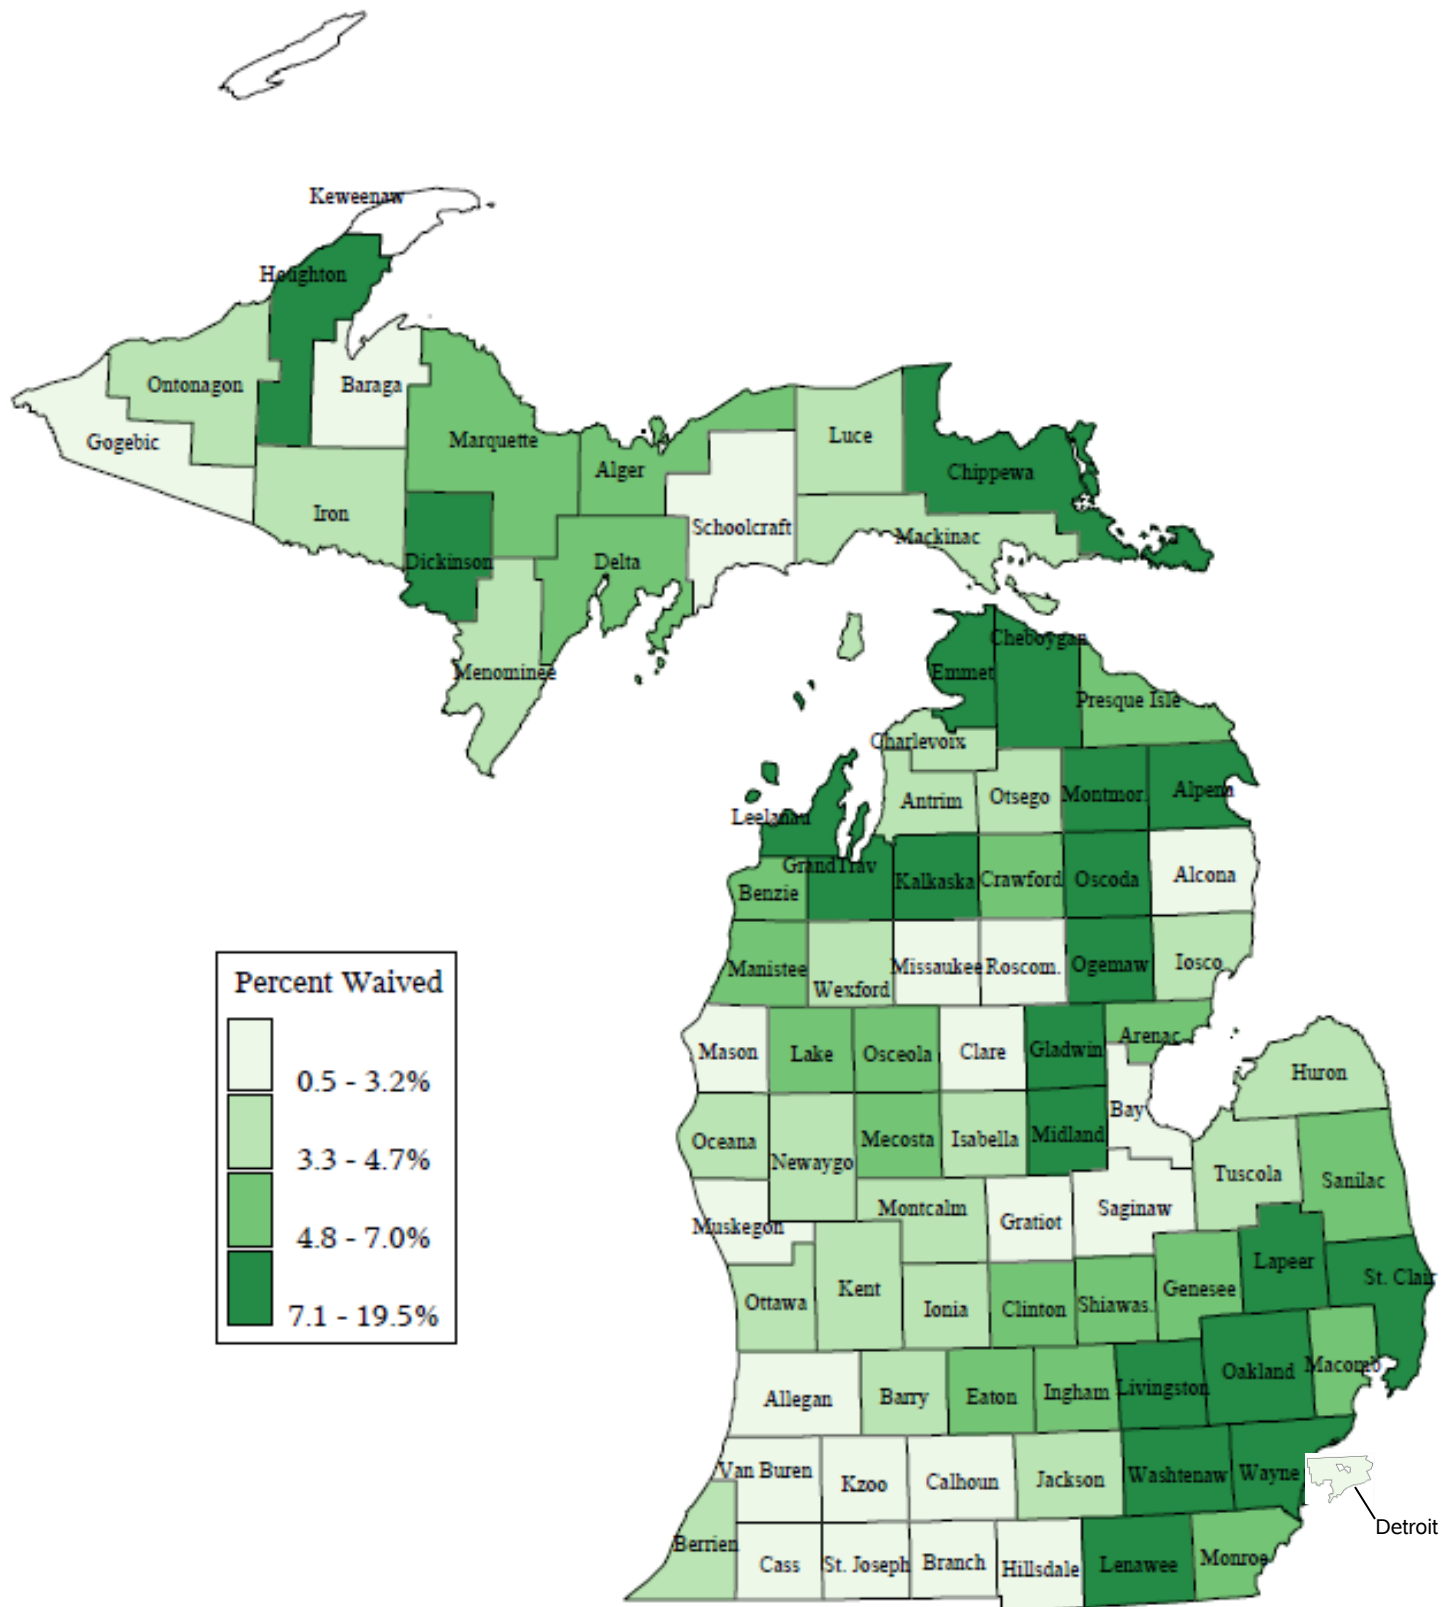 Keweenaw
Houghton
Ontonagon
Baraga
Gogebic
Marquette
Luce
Alger
Chippewa
Iron
Schoolcraft
Mackinac
Dickinson
Delta
Menominee
Cheboygan
Emmet
Presque Isle
Charlevoix
Antrim
Otsego
Montmor.
Alpena
Leelanau
GrandTrav
Benzie
Kalkaska
Crawford
Oscoda
Alcona
Manistee
Wexford
Missaukee
Roscom.
Ogemaw
Iosco
Mason
Lake
Osceola
Clare
Gladwin
Arenac
Huron
Oceana
Newaygo
Mecosta
Isabella
Midland
Bay
Tuscola
Sanilac
Muskegon
Montcalm
Gratiot
Saginaw
Lapeer
St. Clair
Ottawa
Kent
Ionia
Clinton
Shiawas.
Genesee
Allegan
Barry
Eaton
Ingham
Livingston
Oakland
Macomb
Van Buren
Kzoo
Calhoun
Jackson
Washtenaw
Wayne
Detroit
Berrien
Cass
St. Joseph
Branch
Hillsdale
Lenawee
Monroe
Percent Waived
0.5 - 3.2%
3.3 - 4.7%
4.8 - 7.0%
7.1 - 19.5%